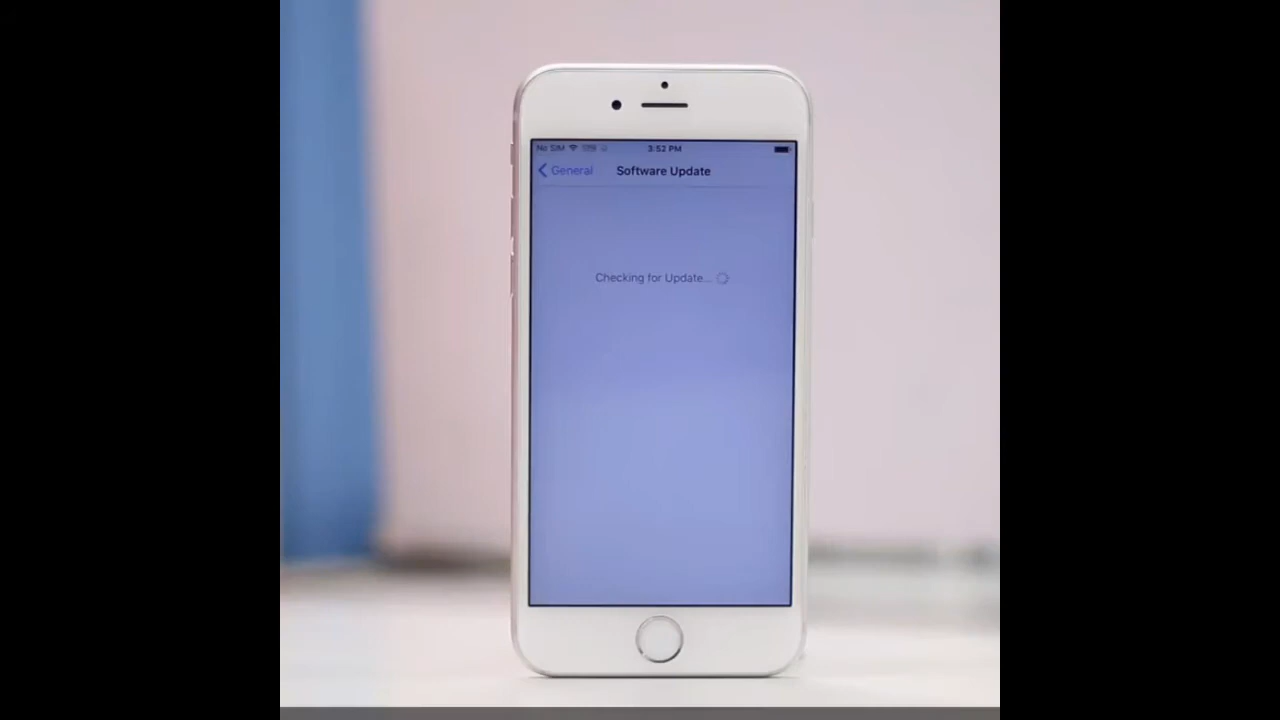 No SIM 3:52 PM
General Software Update
Checking for Update...